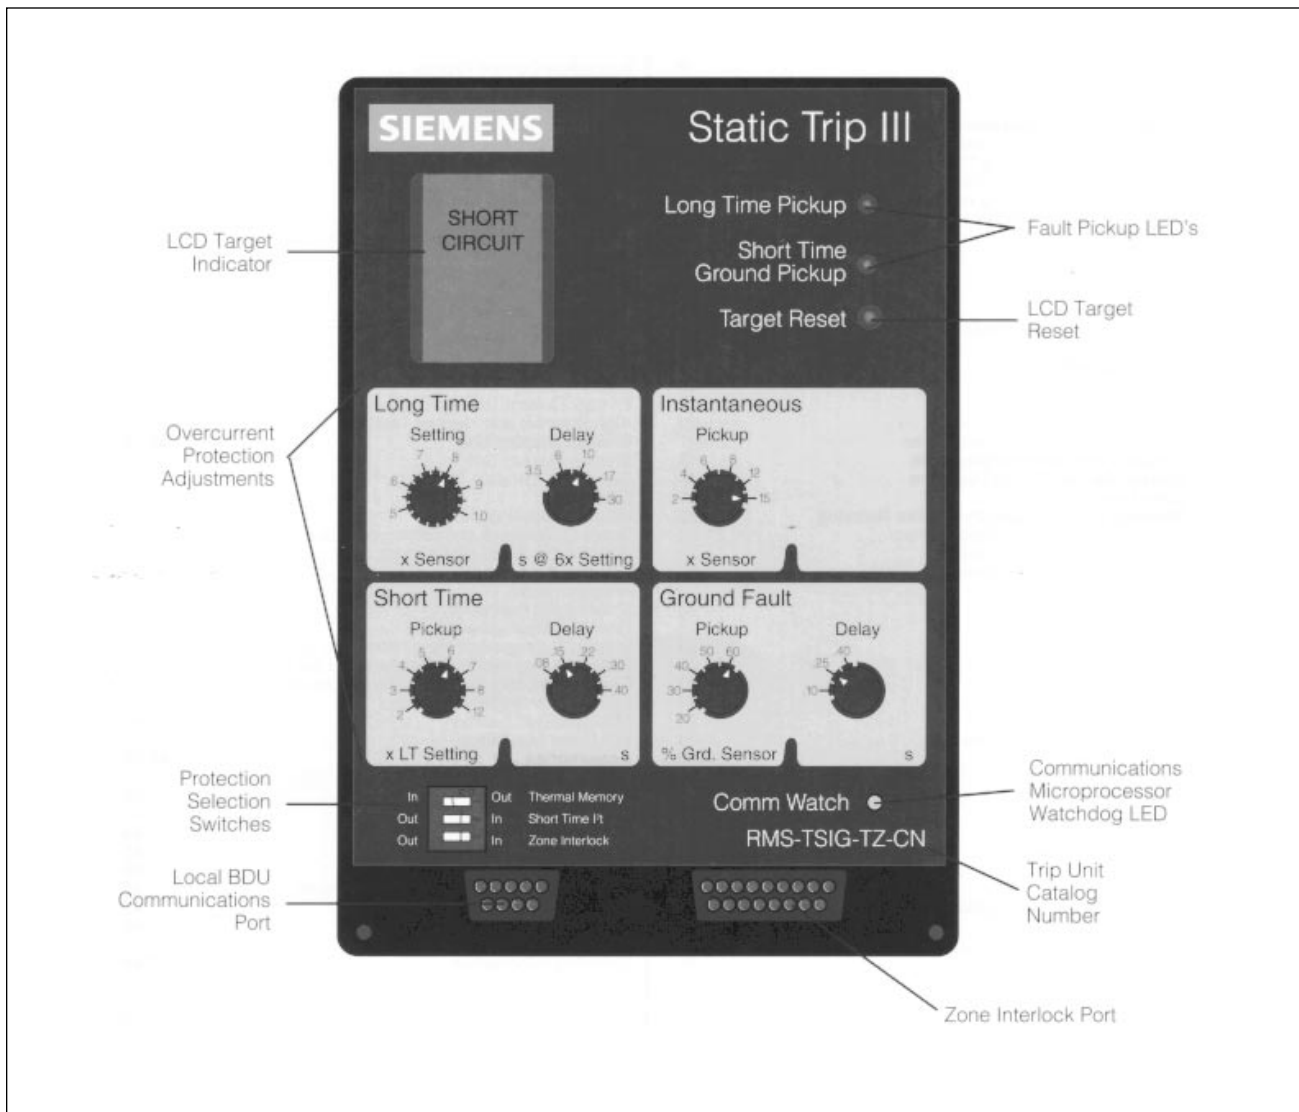 SIEMENS
Static Trip III
SHORT
CIRCUIT
Long Time Pickup
Short Time
Ground Pickup
Target Reset
LCD Target
Indicator
Fault Pickup LED's
LCD Target
Reset
Overcurrent
Protection
Adjustments
Long Time
Setting
.5
.6
.7
.8
.9
1.0
x Sensor
Delay
3.5
6
10
17
30
s @ 6x Setting
Instantaneous
Pickup
2
4
6
8
12
15
x Sensor
Short Time
Pickup
2
3
4
5
6
7
8
12
x LT Setting
Delay
.08
.15
.22
.30
.40
s
Ground Fault
Pickup
20
30
40
50
60
% Grd. Sensor
Delay
.10
.25
.40
s
Protection
Selection
Switches
In Out Thermal Memory
Out In Short Time I²t
Out In Zone Interlock
Comm Watch
RMS-TSIG-TZ-CN
Communications
Microprocessor
Watchdog LED
Local BDU
Communications
Port
Trip Unit
Catalog
Number
Zone Interlock Port